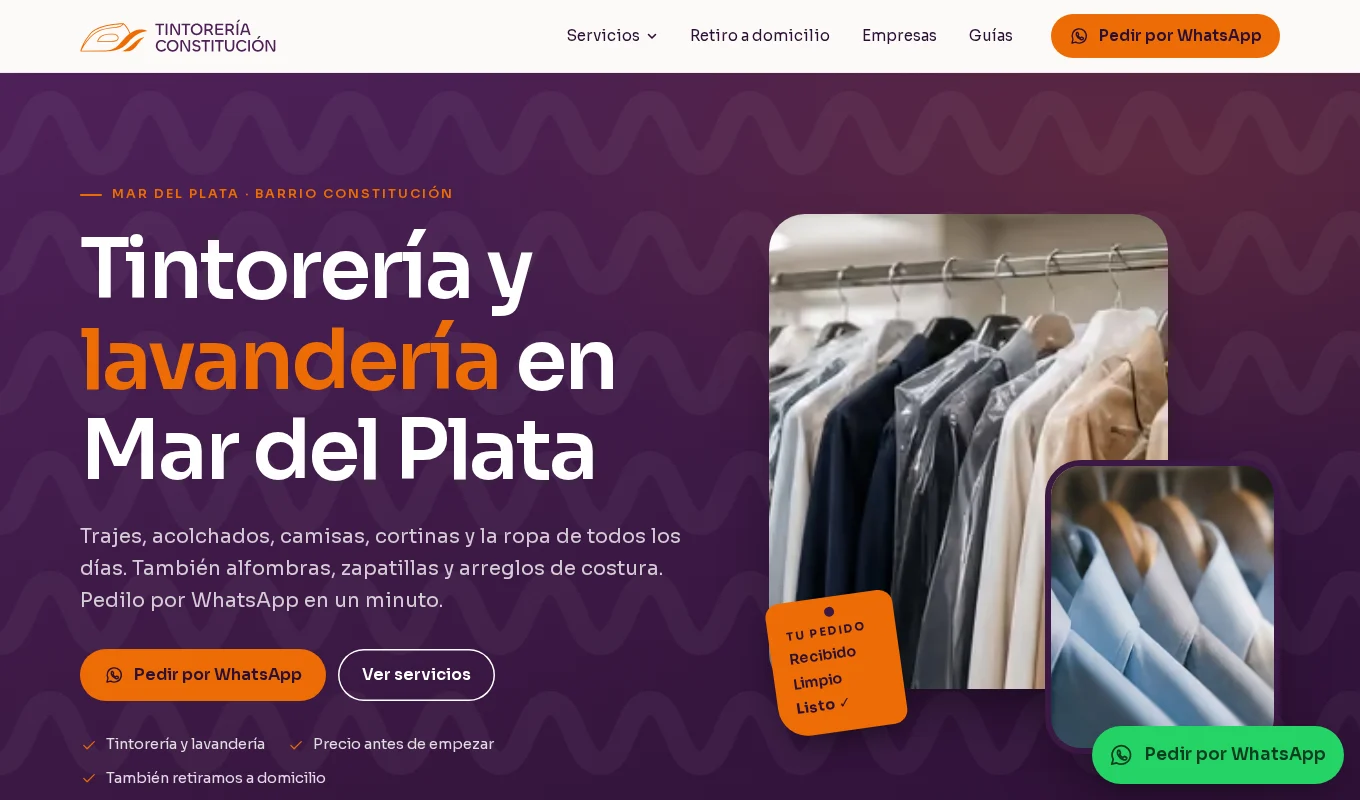 TINTORERÍA
CONSTITUCIÓN
Servicios
Retiro a domicilio
Empresas
Guías
Pedir por WhatsApp
MAR DEL PLATA · BARRIO CONSTITUCIÓN
Tintorería y
lavandería en
Mar del Plata
Trajes, acolchados, camisas, cortinas y la ropa de todos los
días. También alfombras, zapatillas y arreglos de costura.
Pedilo por WhatsApp en un minuto.
Pedir por WhatsApp
Ver servicios
Tintorería y lavandería
Precio antes de empezar
También retiramos a domicilio
TU PEDIDO
Recibido
Limpio
Listo ✓
Pedir por WhatsApp